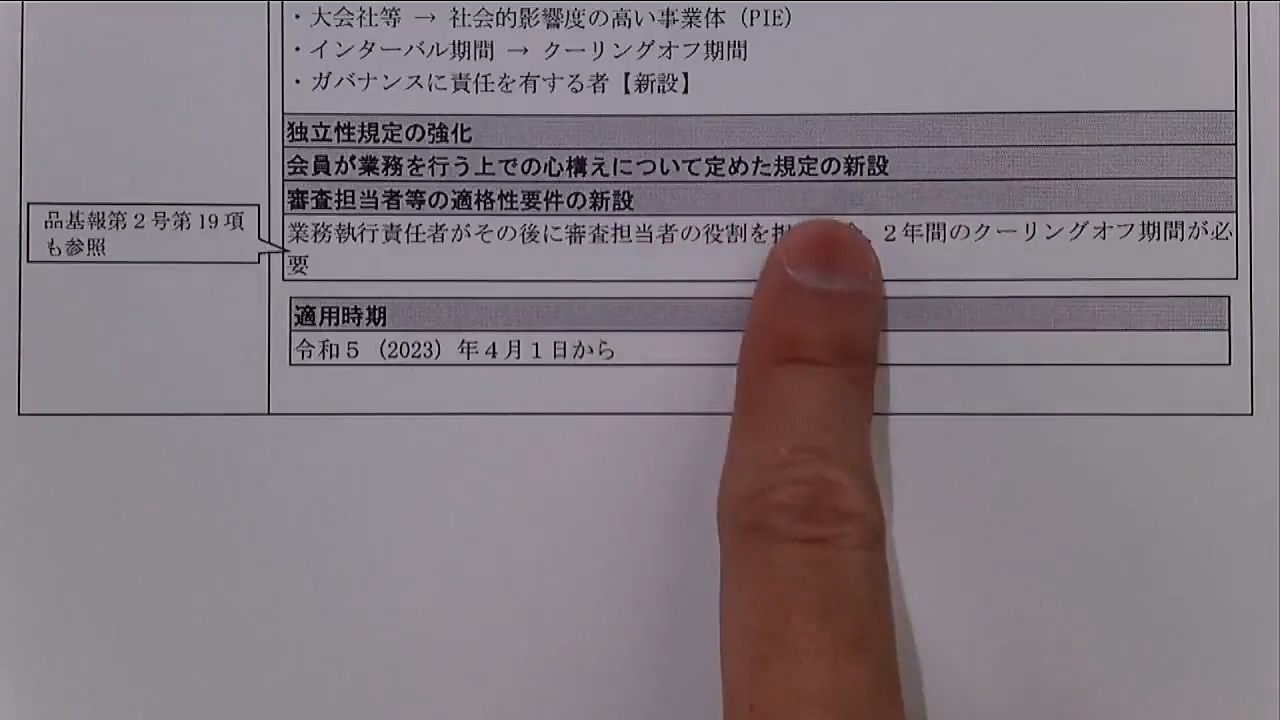 ・大会社等 → 社会的影響度の高い事業体（PIE）
・インターバル期間 → クーリングオフ期間
・ガバナンスに責任を有する者【新設】
独立性規定の強化
会員が業務を行う上での心構えについて定めた規定の新設
審査担当者等の適格性要件の新設
品基報第２号第19項
も参照
業務執行責任者がその後に審査担当者の役割を 、２年間のクーリングオフ期間が必
要
適用時期
令和５（2023）年４月１日から